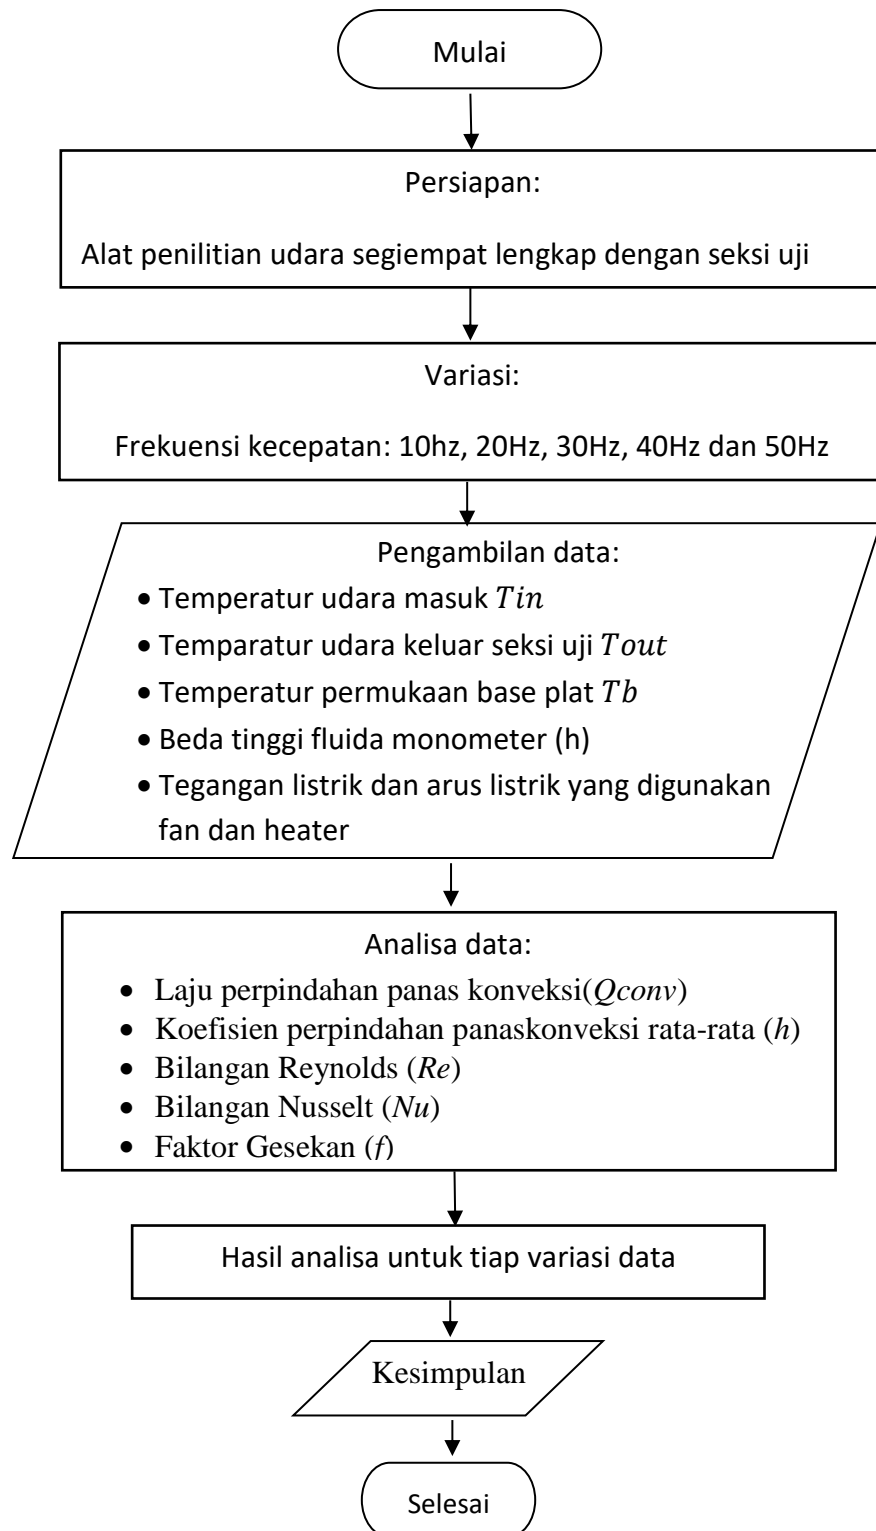 Mulai
Persiapan:
Alat penilitian udara segiempat lengkap dengan seksi uji
Variasi:
Frekuensi kecepatan: 10hz, 20Hz, 30Hz, 40Hz dan 50Hz
Pengambilan data:
• Temperatur udara masuk Tin
• Temparatur udara keluar seksi uji Tout
• Temperatur permukaan base plat Tb
• Beda tinggi fluida monometer (h)
• Tegangan listrik dan arus listrik yang digunakan
fan dan heater
Analisa data:
• Laju perpindahan panas konveksi(Qconv)
• Koefisien perpindahan panaskonveksi rata-rata (h)
• Bilangan Reynolds (Re)
• Bilangan Nusselt (Nu)
• Faktor Gesekan (f)
Hasil analisa untuk tiap variasi data
Kesimpulan
Selesai